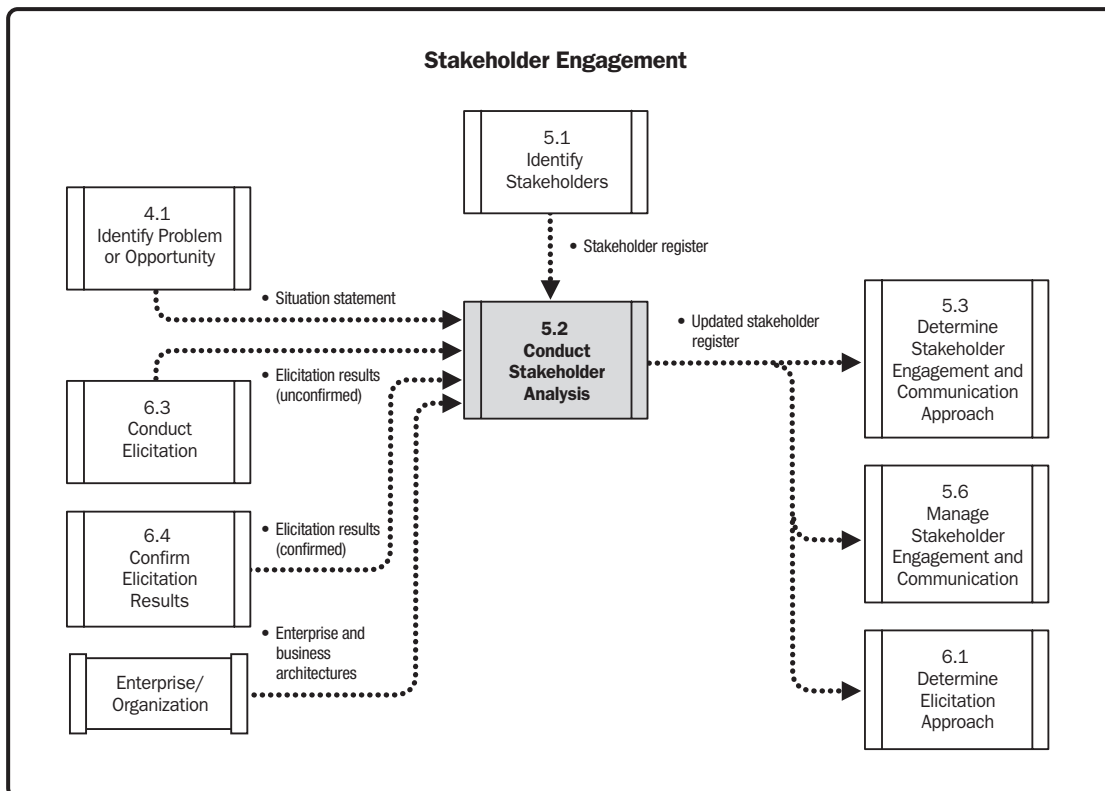 Stakeholder Engagement
5.1
Identify
Stakeholders
4.1
Identify Problem
or Opportunity
• Stakeholder register
• Situation statement
5.2
Conduct
Stakeholder
Analysis
• Updated stakeholder
register
5.3
Determine
Stakeholder
Engagement and
Communication
Approach
• Elicitation results
(unconfirmed)
6.3
Conduct
Elicitation
5.6
Manage
Stakeholder
Engagement and
Communication
• Elicitation results
(confirmed)
6.4
Confirm
Elicitation
Results
• Enterprise and
business
architectures
Enterprise/
Organization
6.1
Determine
Elicitation
Approach